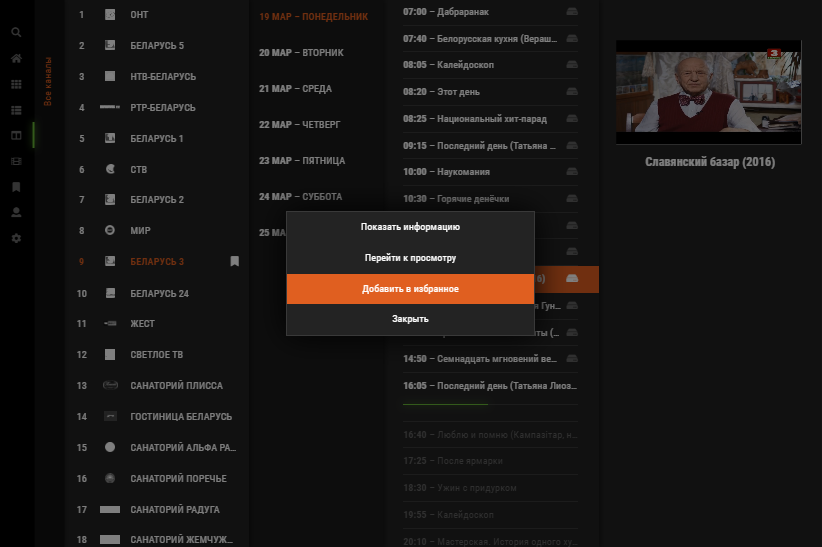 Все каналы
1 ОНТ
2 БЕЛАРУСЬ 5
3 НТВ-БЕЛАРУСЬ
4 РТР-БЕЛАРУСЬ
5 БЕЛАРУСЬ 1
6 СТВ
7 БЕЛАРУСЬ 2
8 МИР
9 БЕЛАРУСЬ 3
10 БЕЛАРУСЬ 24
11 ЖЕСТ
12 СВЕТЛОЕ ТВ
13 САНАТОРИЙ ПЛИССА
14 ГОСТИНИЦА БЕЛАРУСЬ
15 САНАТОРИЙ АЛЬФА РА...
16 САНАТОРИЙ ПОРЕЧЬЕ
17 САНАТОРИЙ РАДУГА
18 САНАТОРИЙ ЖЕМЧУЖ...
19 МАР – ПОНЕДЕЛЬНИК
20 МАР – ВТОРНИК
21 МАР – СРЕДА
22 МАР – ЧЕТВЕРГ
23 МАР – ПЯТНИЦА
24 МАР – СУББОТА
25 МА
07:00 – Дабраранак
07:40 – Белорусская кухня (Вераш...
08:05 – Калейдоскоп
08:20 – Этот день
08:25 – Национальный хит-парад
09:15 – Последний день (Татьяна ...
10:00 – Наукомания
10:30 – Горячие денёчки
6)
я Гун...
ты (...
14:50 – Семнадцать мгновений ве...
16:05 – Последний день (Татьяна Лиоз...
16:40 – Люблю и помню (Кампазітар, н...
17:25 – После ярмарки
18:30 – Ужин с придурком
19:55 – Калейдоскоп
20:10 – Мастерская. История одного ху...
Показать информацию
Перейти к просмотру
Добавить в избранное
Закрыть
3
Славянский базар (2016)